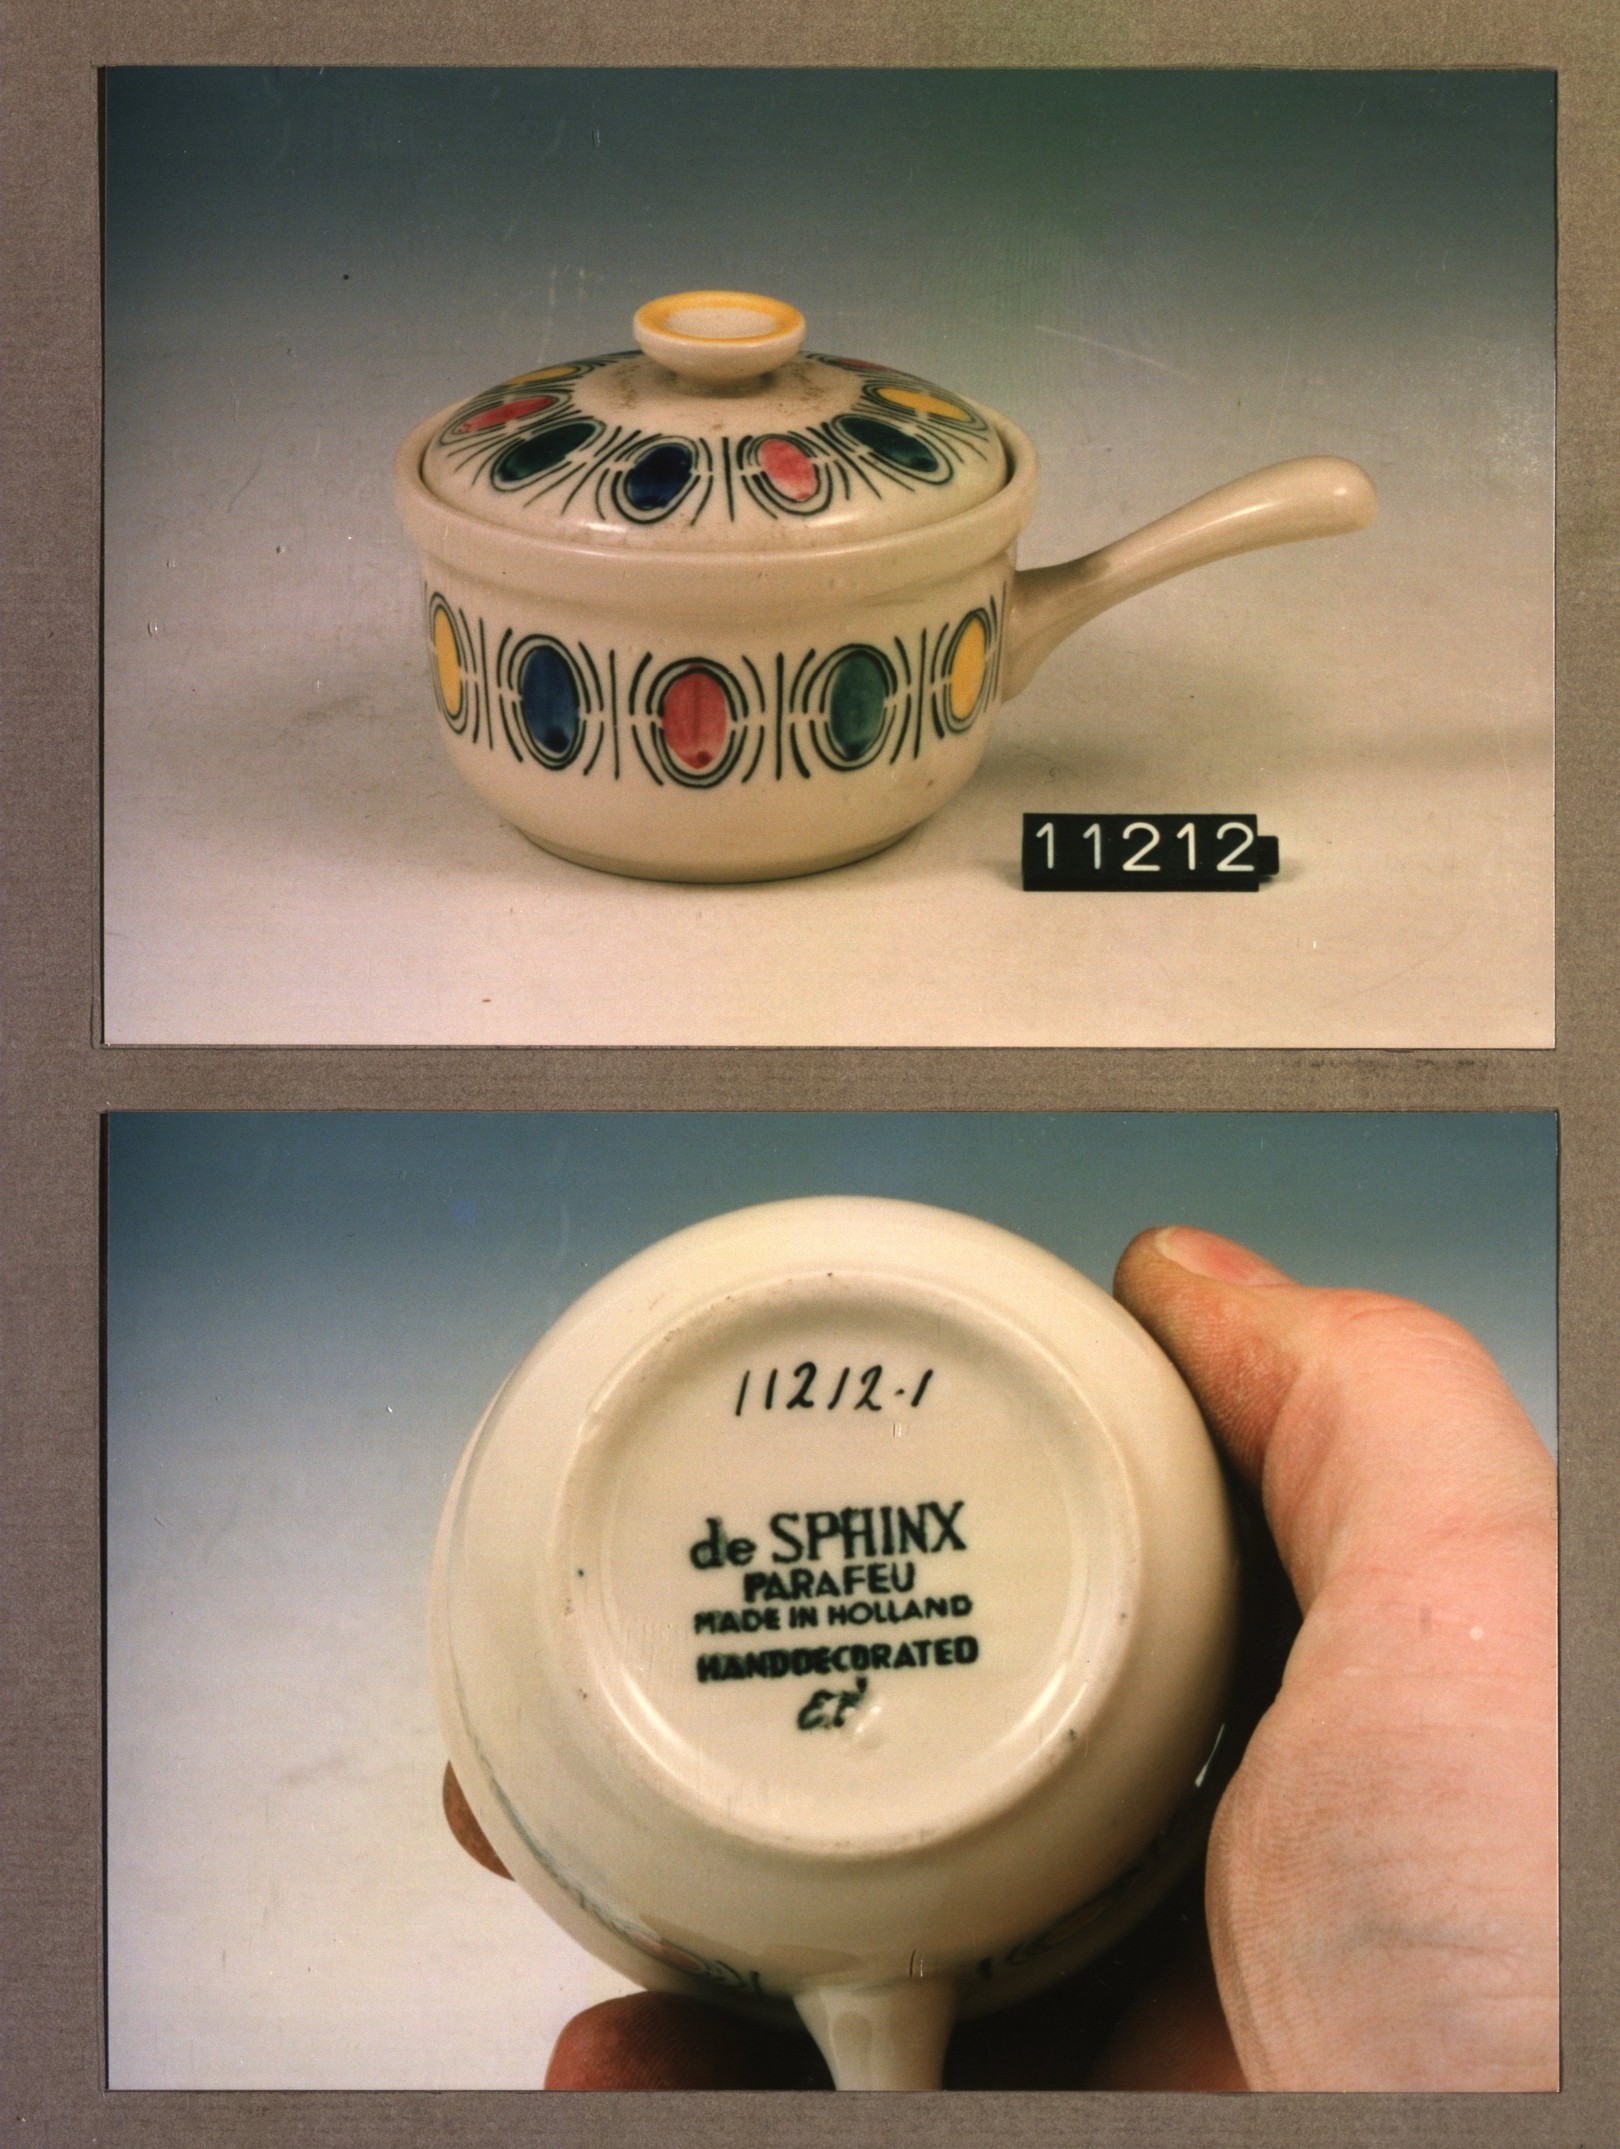 11212
11212-1
de SPHINX
PARAFEU
MADE IN HOLLAND
HANDDECORATED